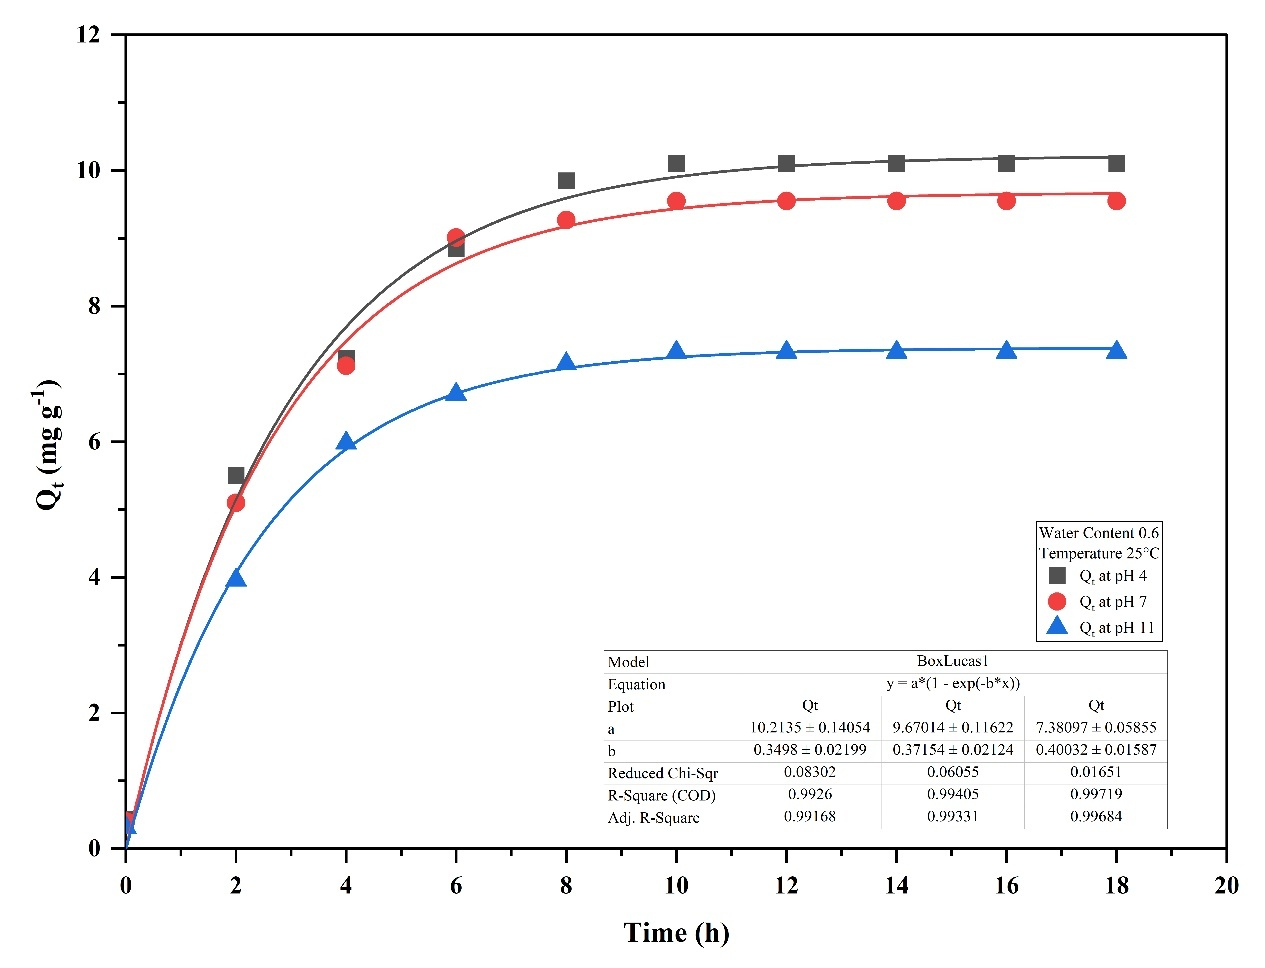 12
10
8
6
4
2
0
Q_t (mg g^-1)
Water Content 0.6
Temperature 25°C
Q_t at pH 4
Q_t at pH 7
Q_t at pH 11
Model BoxLucas1
Equation y = a*(1 - exp(-b*x))
Plot Qt Qt Qt
a 10.2135 ± 0.14054 9.67014 ± 0.11622 7.38097 ± 0.05855
b 0.3498 ± 0.02199 0.37154 ± 0.02124 0.40032 ± 0.01587
Reduced Chi-Sqr 0.08302 0.06055 0.01651
R-Square (COD) 0.9926 0.99405 0.99719
Adj. R-Square 0.99168 0.99331 0.99684
0 2 4 6 8 10 12 14 16 18 20
Time (h)